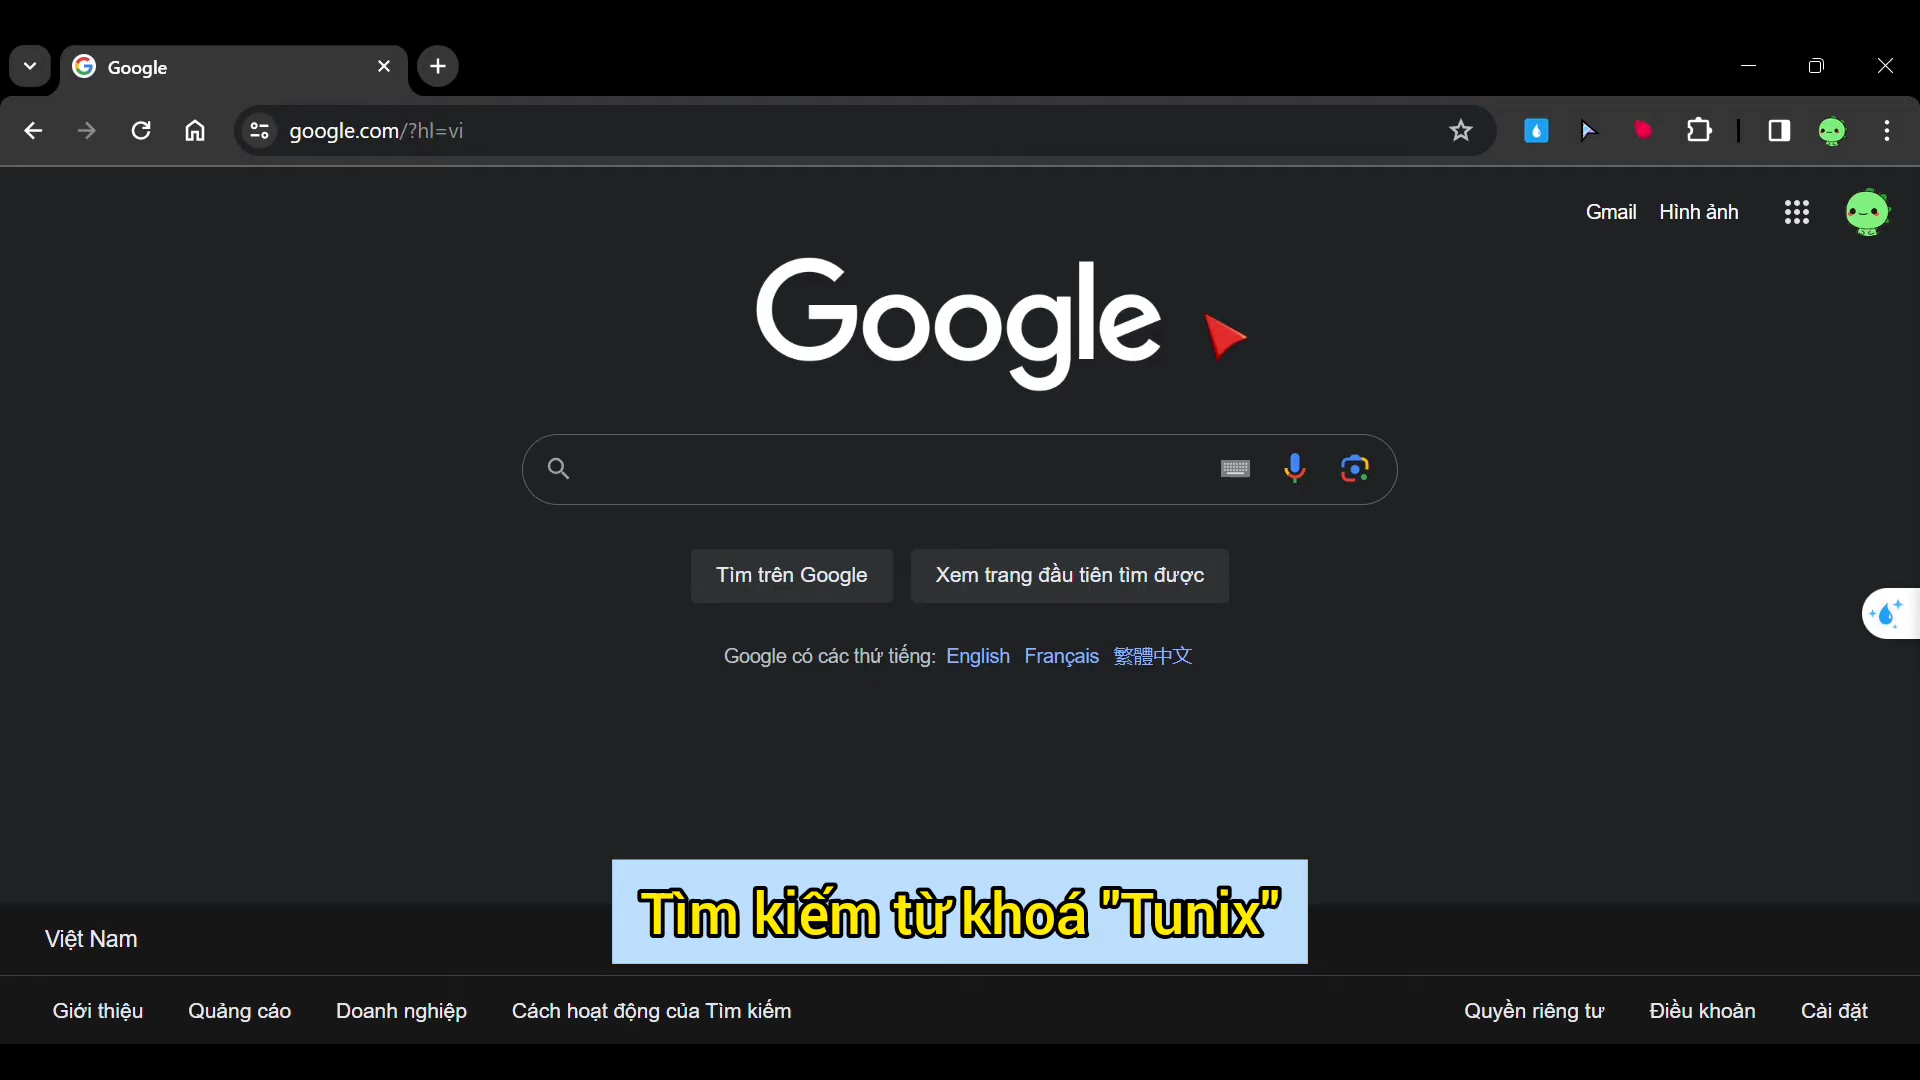 Google
google.com/?hl=vi
Gmail Hình ảnh
Google
Tìm trên Google Xem trang đầu tiên tìm được
Google có các thứ tiếng: English Français 繁體中文
Tìm kiếm từ khoá "Tunix"
Việt Nam
Giới thiệu Quảng cáo Doanh nghiệp Cách hoạt động của Tìm kiếm Quyền riêng tư Điều khoản Cài đặt